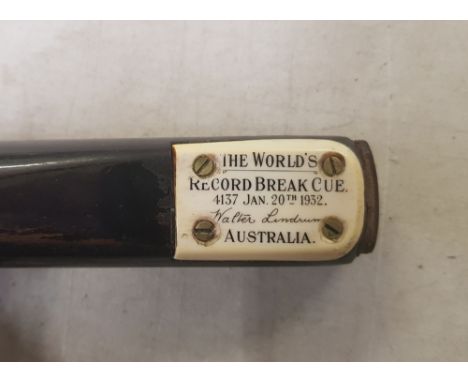 THE WORLD'S
RECORD BREAK CUE.
4137 JAN. 20TH 1932.
Walter Lindrum
AUSTRALIA.